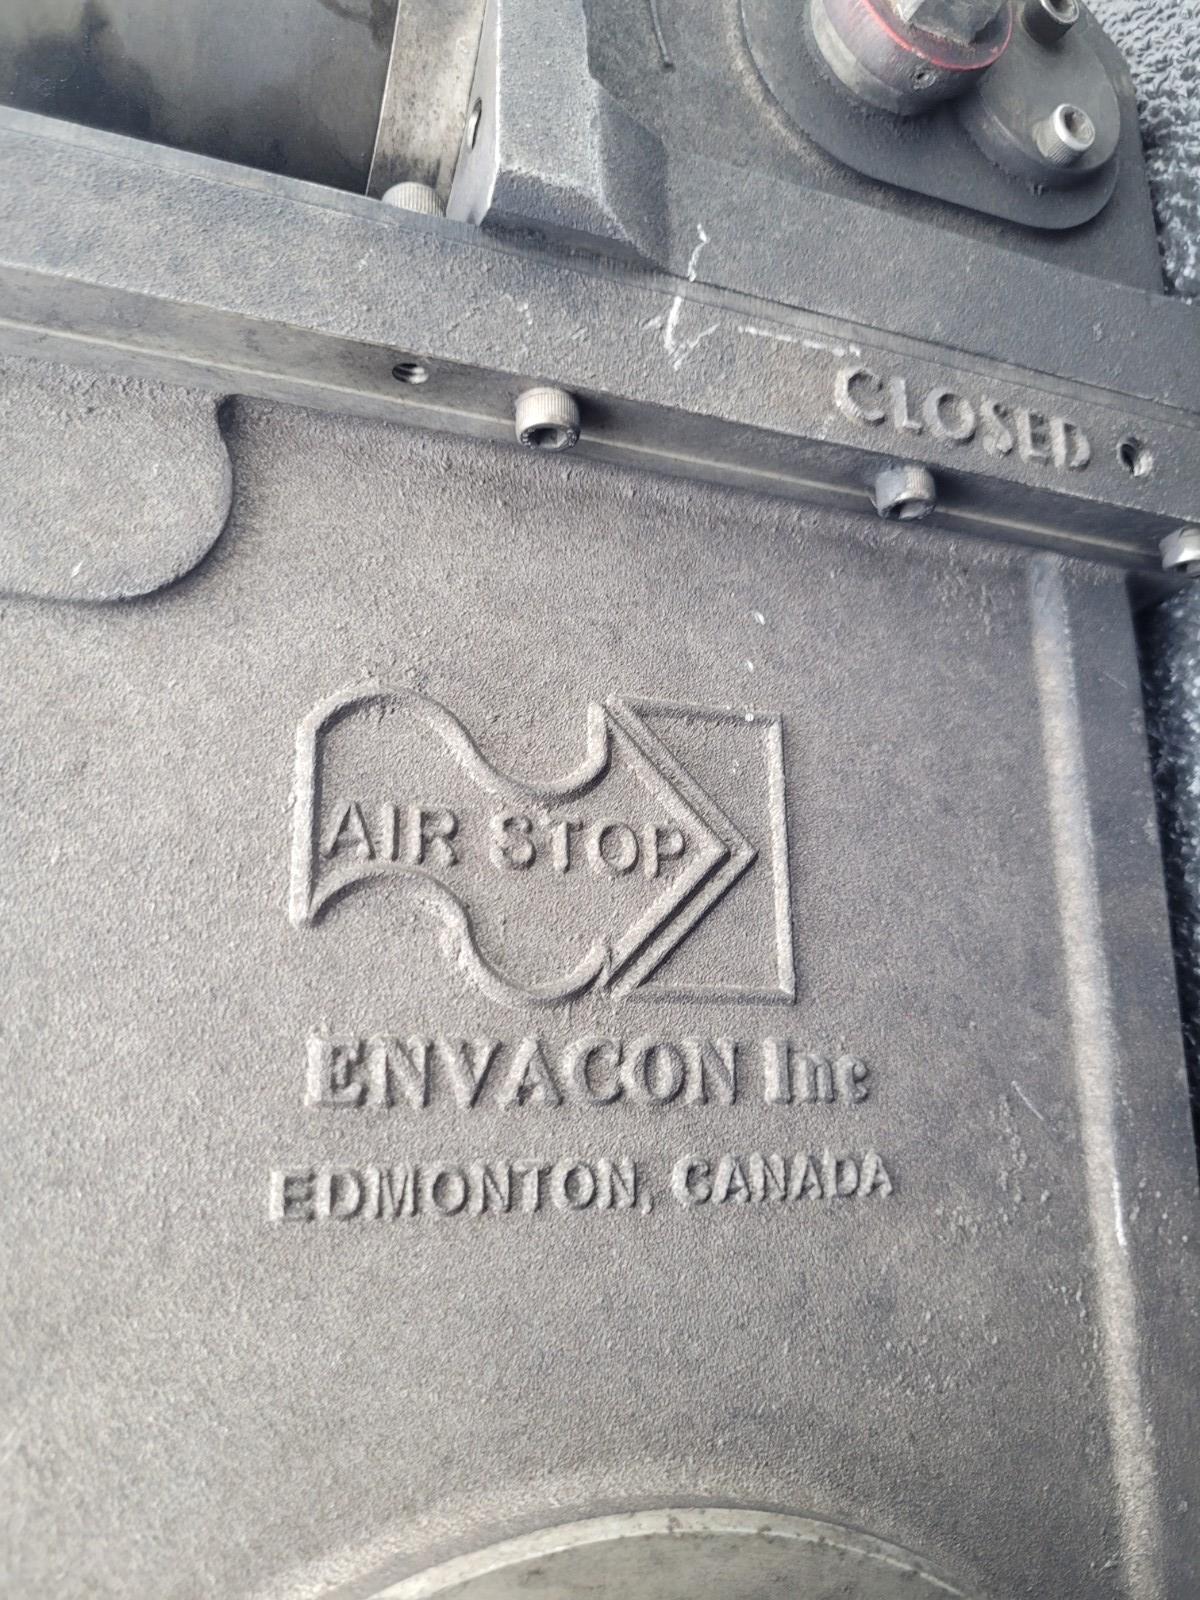 CLOSED
AIR STOP
ENVACON Inc
EDMONTON, CANADA